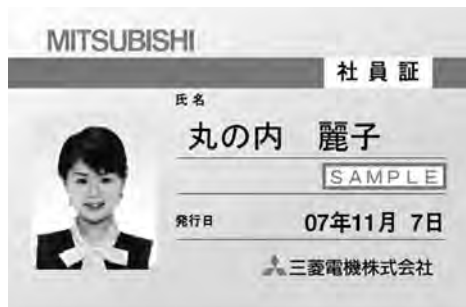 MITSUBISHI
社員証
氏名
丸の内 麗子
SAMPLE
発行日 07年11月 7日
三菱電機株式会社